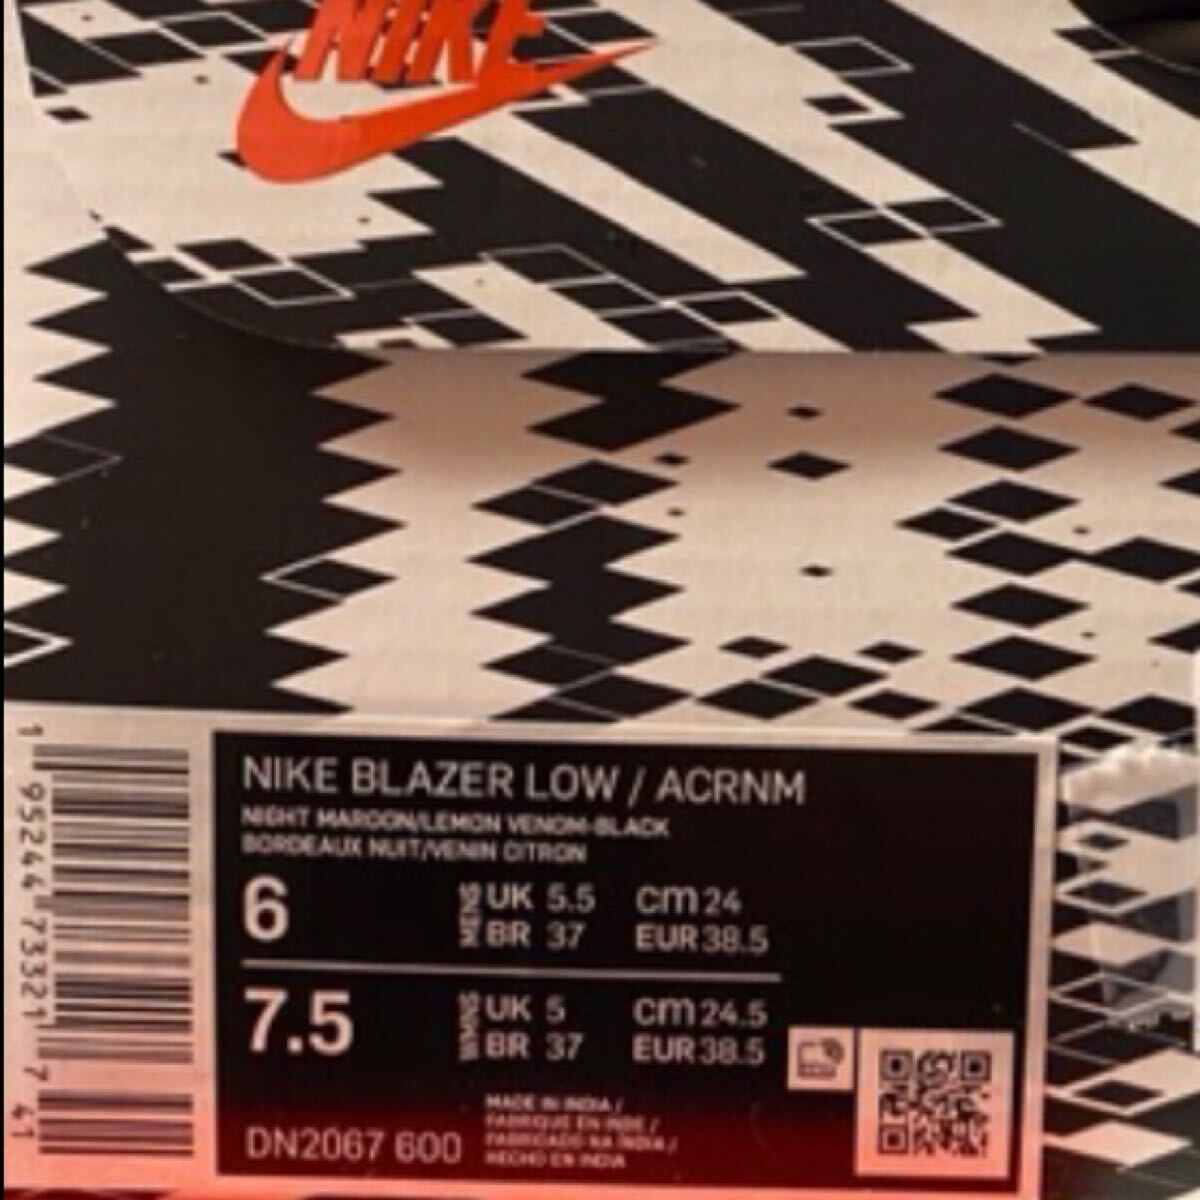 NIKE
NIKE BLAZER LOW / ACRNM
NIGHT MAROON/LEMON VENOM-BLACK
BORDEAUX NUIT/VENIN CITRON
6 MENS UK 5.5 cm 24
BR 37 EUR 38.5
7.5 WMNS UK 5 cm 24.5
BR 37 EUR 38.5
DN2067 600
MADE IN INDIA /
FABRIQUE EN INDE /
FABRICADO NA INDIA /
HECHO EN INDIA
1 95244 73321 7 41